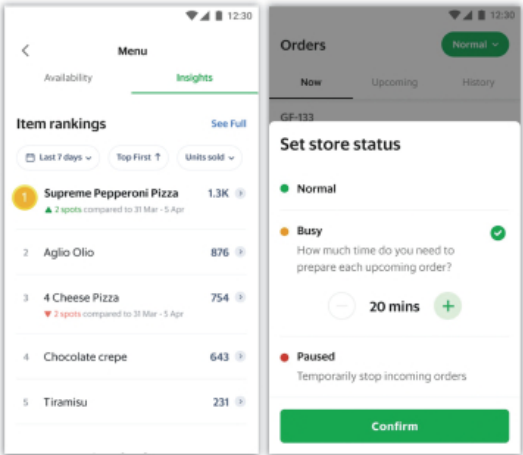 12:30
Menu
Availability
Insights
Item rankings
See Full
Last 7 days
Top First ↑
Units sold
1
Supreme Pepperoni Pizza
1.3K
▲ 2 spots compared to 31 Mar - 5 Apr
2
Aglio Olio
876
3
4 Cheese Pizza
754
▼ 2 spots compared to 31 Mar - 5 Apr
4
Chocolate crepe
643
5
Tiramisu
231
12:30
Orders
Normal
Now
Upcoming
History
GF-133
Set store status
Normal
Busy
How much time do you need to
prepare each upcoming order?
20 mins
+
Paused
Temporarily stop incoming orders
Confirm